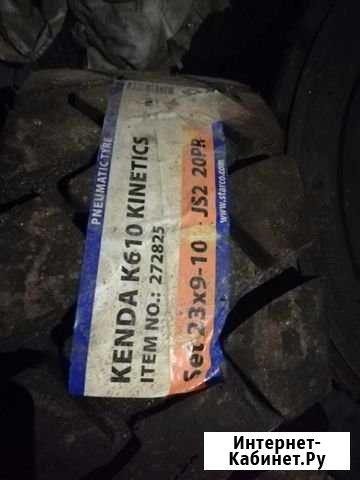 PNEUMATIC TYRE
KENDA K610 KINETICS
ITEM NO.: 272825
Set 23x9-10 JS2 20PR
www.starco.com
Интернет-
Кабинет.Ру